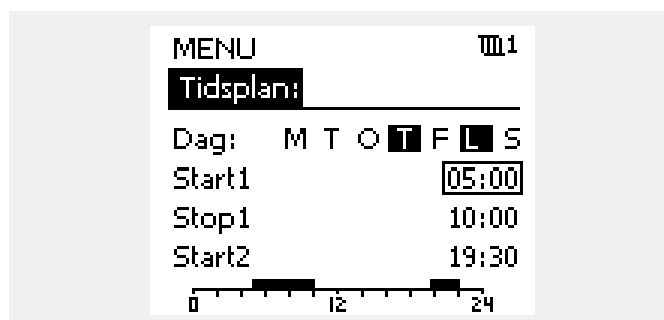 MENU 1
Tidsplan:
Dag: M T O T F L S
Start1 05:00
Stop1 10:00
Start2 19:30
0 12 24